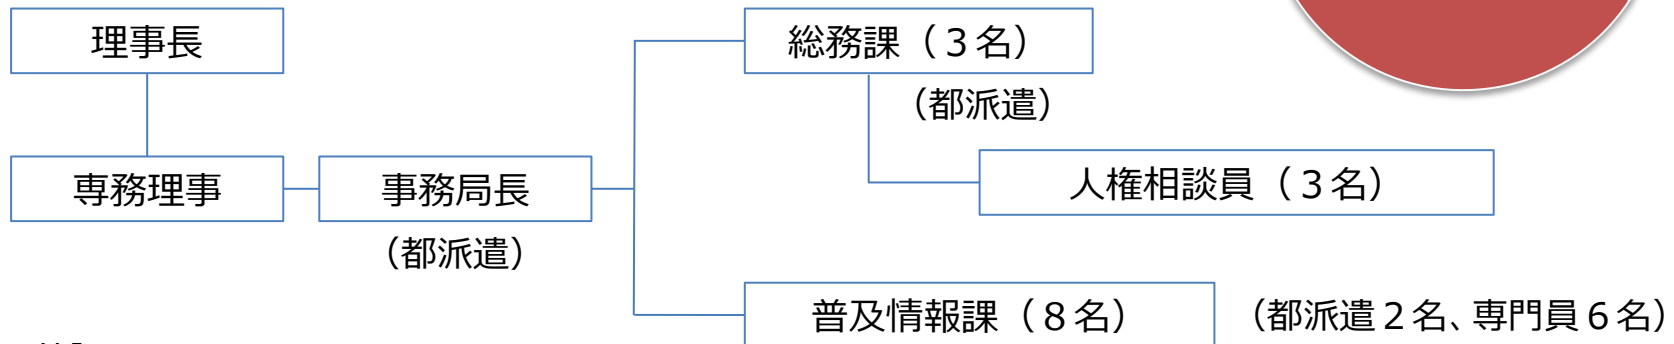 理事長
総務課（３名）
（都派遣）
専務理事
事務局長
人権相談員（３名）
（都派遣）
普及情報課（８名）
（都派遣２名、専門員６名）